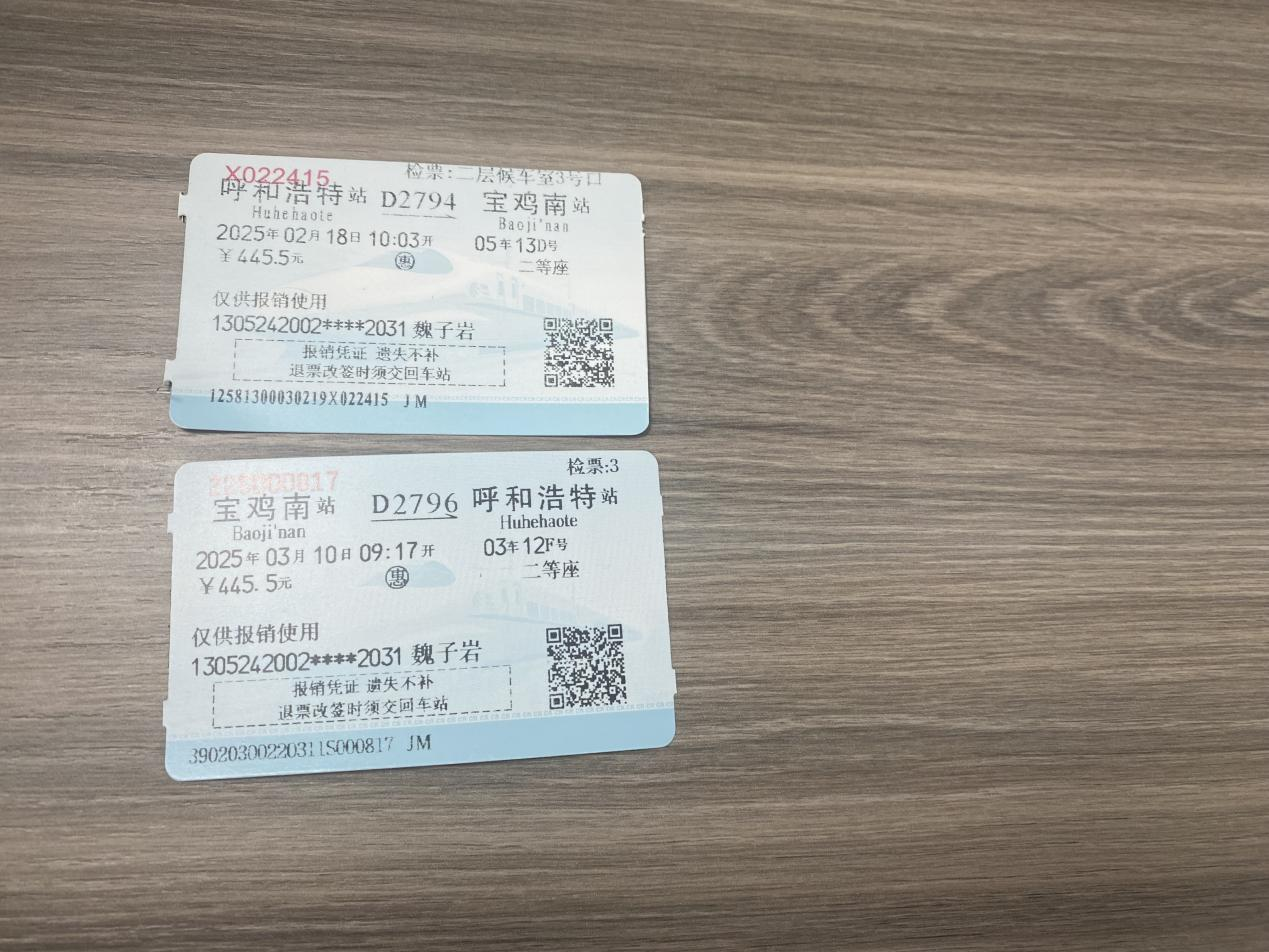 X022415
检票:二层候车室3号口
呼和浩特站 D2794 宝鸡南站
Huhehaote Baoji'nan
2025年02月18日10:03开 05车13D号
￥445.5元 惠 二等座
仅供报销使用
1305242002****2031 魏子岩
报销凭证 遗失不补
退票改签时须交回车站
12581300030219X022415 JM
检票:3
宝鸡南站 D2796 呼和浩特站
Baoji'nan Huhehaote
2025年03月10日09:17开 03车12F号
￥445.5元 惠 二等座
仅供报销使用
1305242002****2031 魏子岩
报销凭证 遗失不补
退票改签时须交回车站
39020300220311S000817 JM